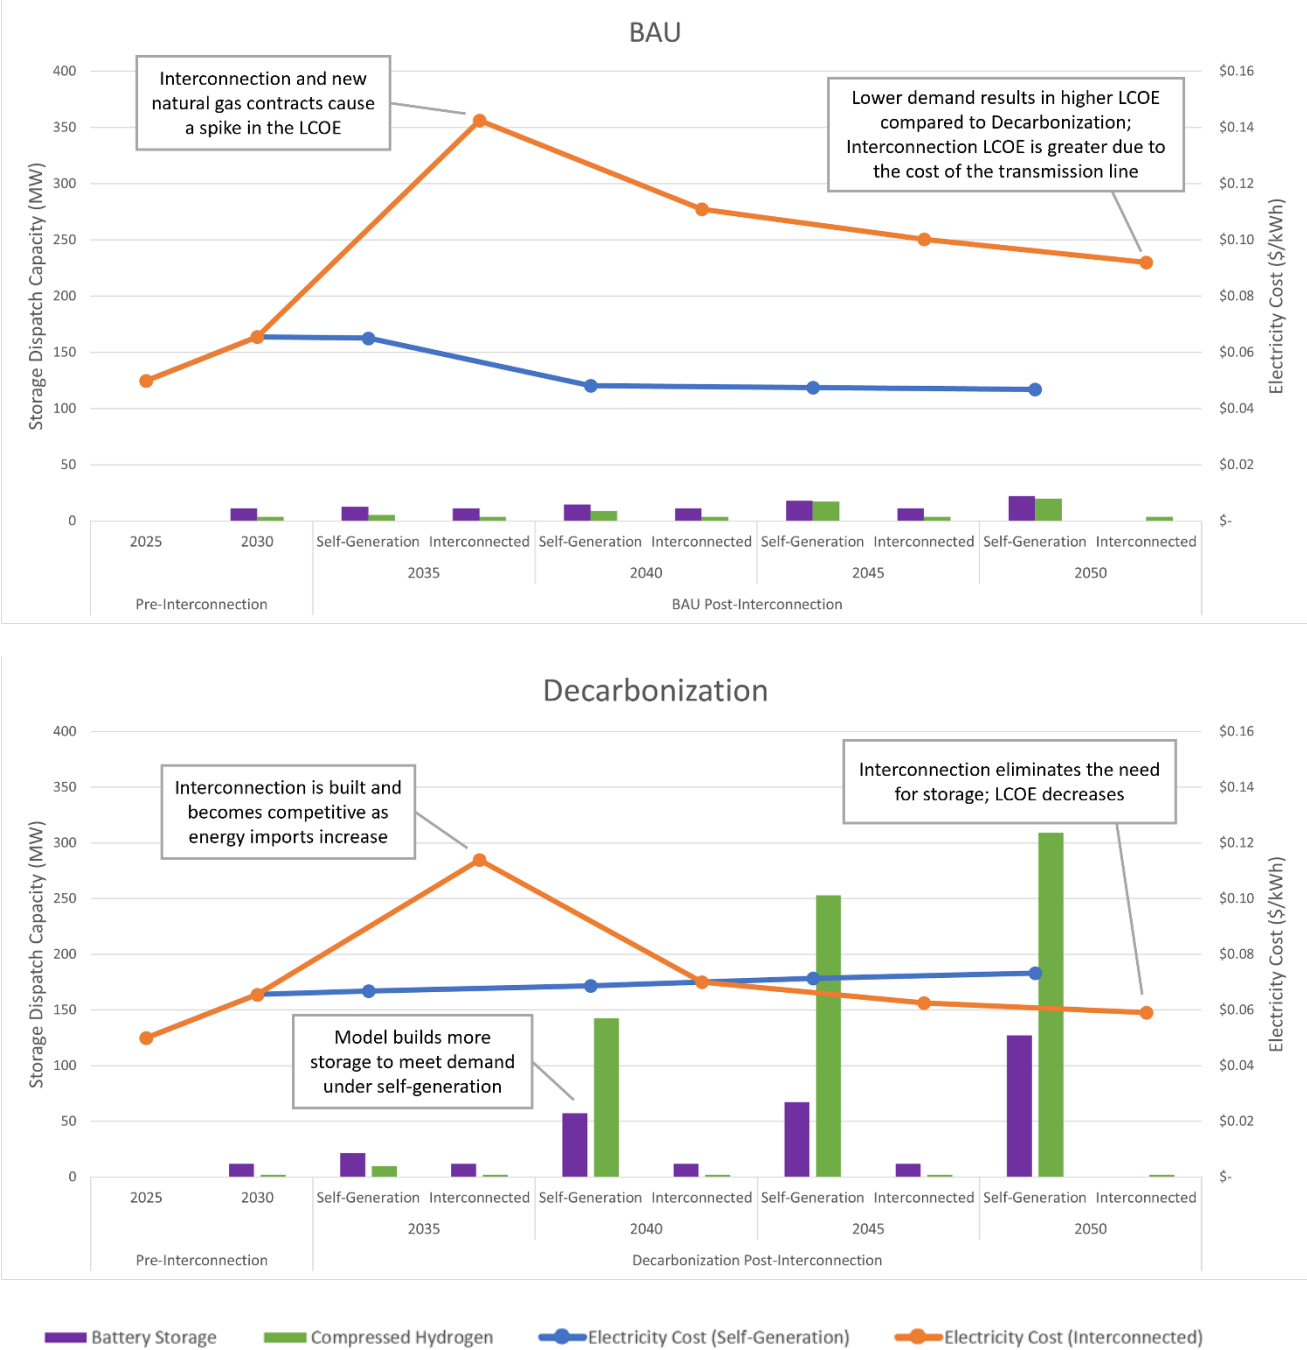 BAU
Interconnection and new
natural gas contracts cause
a spike in the LCOE
Lower demand results in higher LCOE
compared to Decarbonization;
Interconnection LCOE is greater due to
the cost of the transmission line
Storage Dispatch Capacity (MW)
400
350
300
250
200
150
100
50
0
$0.16
$0.14
$0.12
$0.10
$0.08
$0.06
$0.04
$0.02
$-
Electricity Cost ($/kWh)
2025 2030 Self-Generation Interconnected Self-Generation Interconnected Self-Generation Interconnected Self-Generation Interconnected
2035 2040 2045 2050
Pre-Interconnection BAU Post-Interconnection
Decarbonization
Interconnection is built and
becomes competitive as
energy imports increase
Interconnection eliminates the need
for storage; LCOE decreases
Model builds more
storage to meet demand
under self-generation
Storage Dispatch Capacity (MW)
400
350
300
250
200
150
100
50
0
$0.16
$0.14
$0.12
$0.10
$0.08
$0.06
$0.04
$0.02
$-
Electricity Cost ($/kWh)
2025 2030 Self-Generation Interconnected Self-Generation Interconnected Self-Generation Interconnected Self-Generation Interconnected
2035 2040 2045 2050
Pre-Interconnection Decarbonization Post-Interconnection
Battery Storage Compressed Hydrogen Electricity Cost (Self-Generation) Electricity Cost (Interconnected)